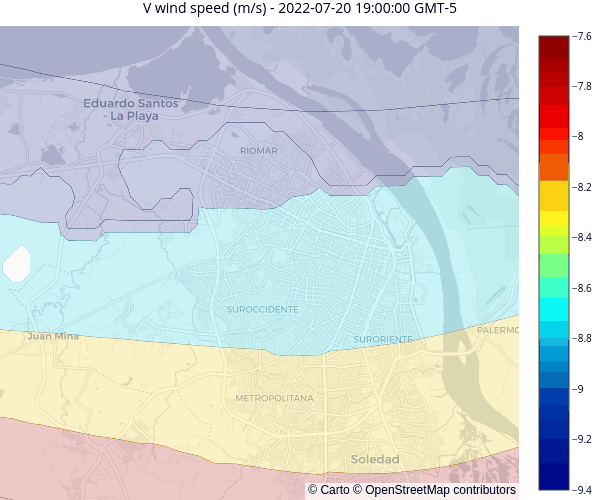 V wind speed (m/s) - 2022-07-20 19:00:00 GMT-5
−7.6
−7.8
−8
−8.2
−8.4
−8.6
−8.8
−9
−9.2
−9.4
Eduardo Santos
- La Playa
RIOMAR
SUROCCIDENTE
PALERMO
Juan Mina
SURORIENTE
METROPOLITANA
Soledad
© Carto © OpenStreetMap contributors